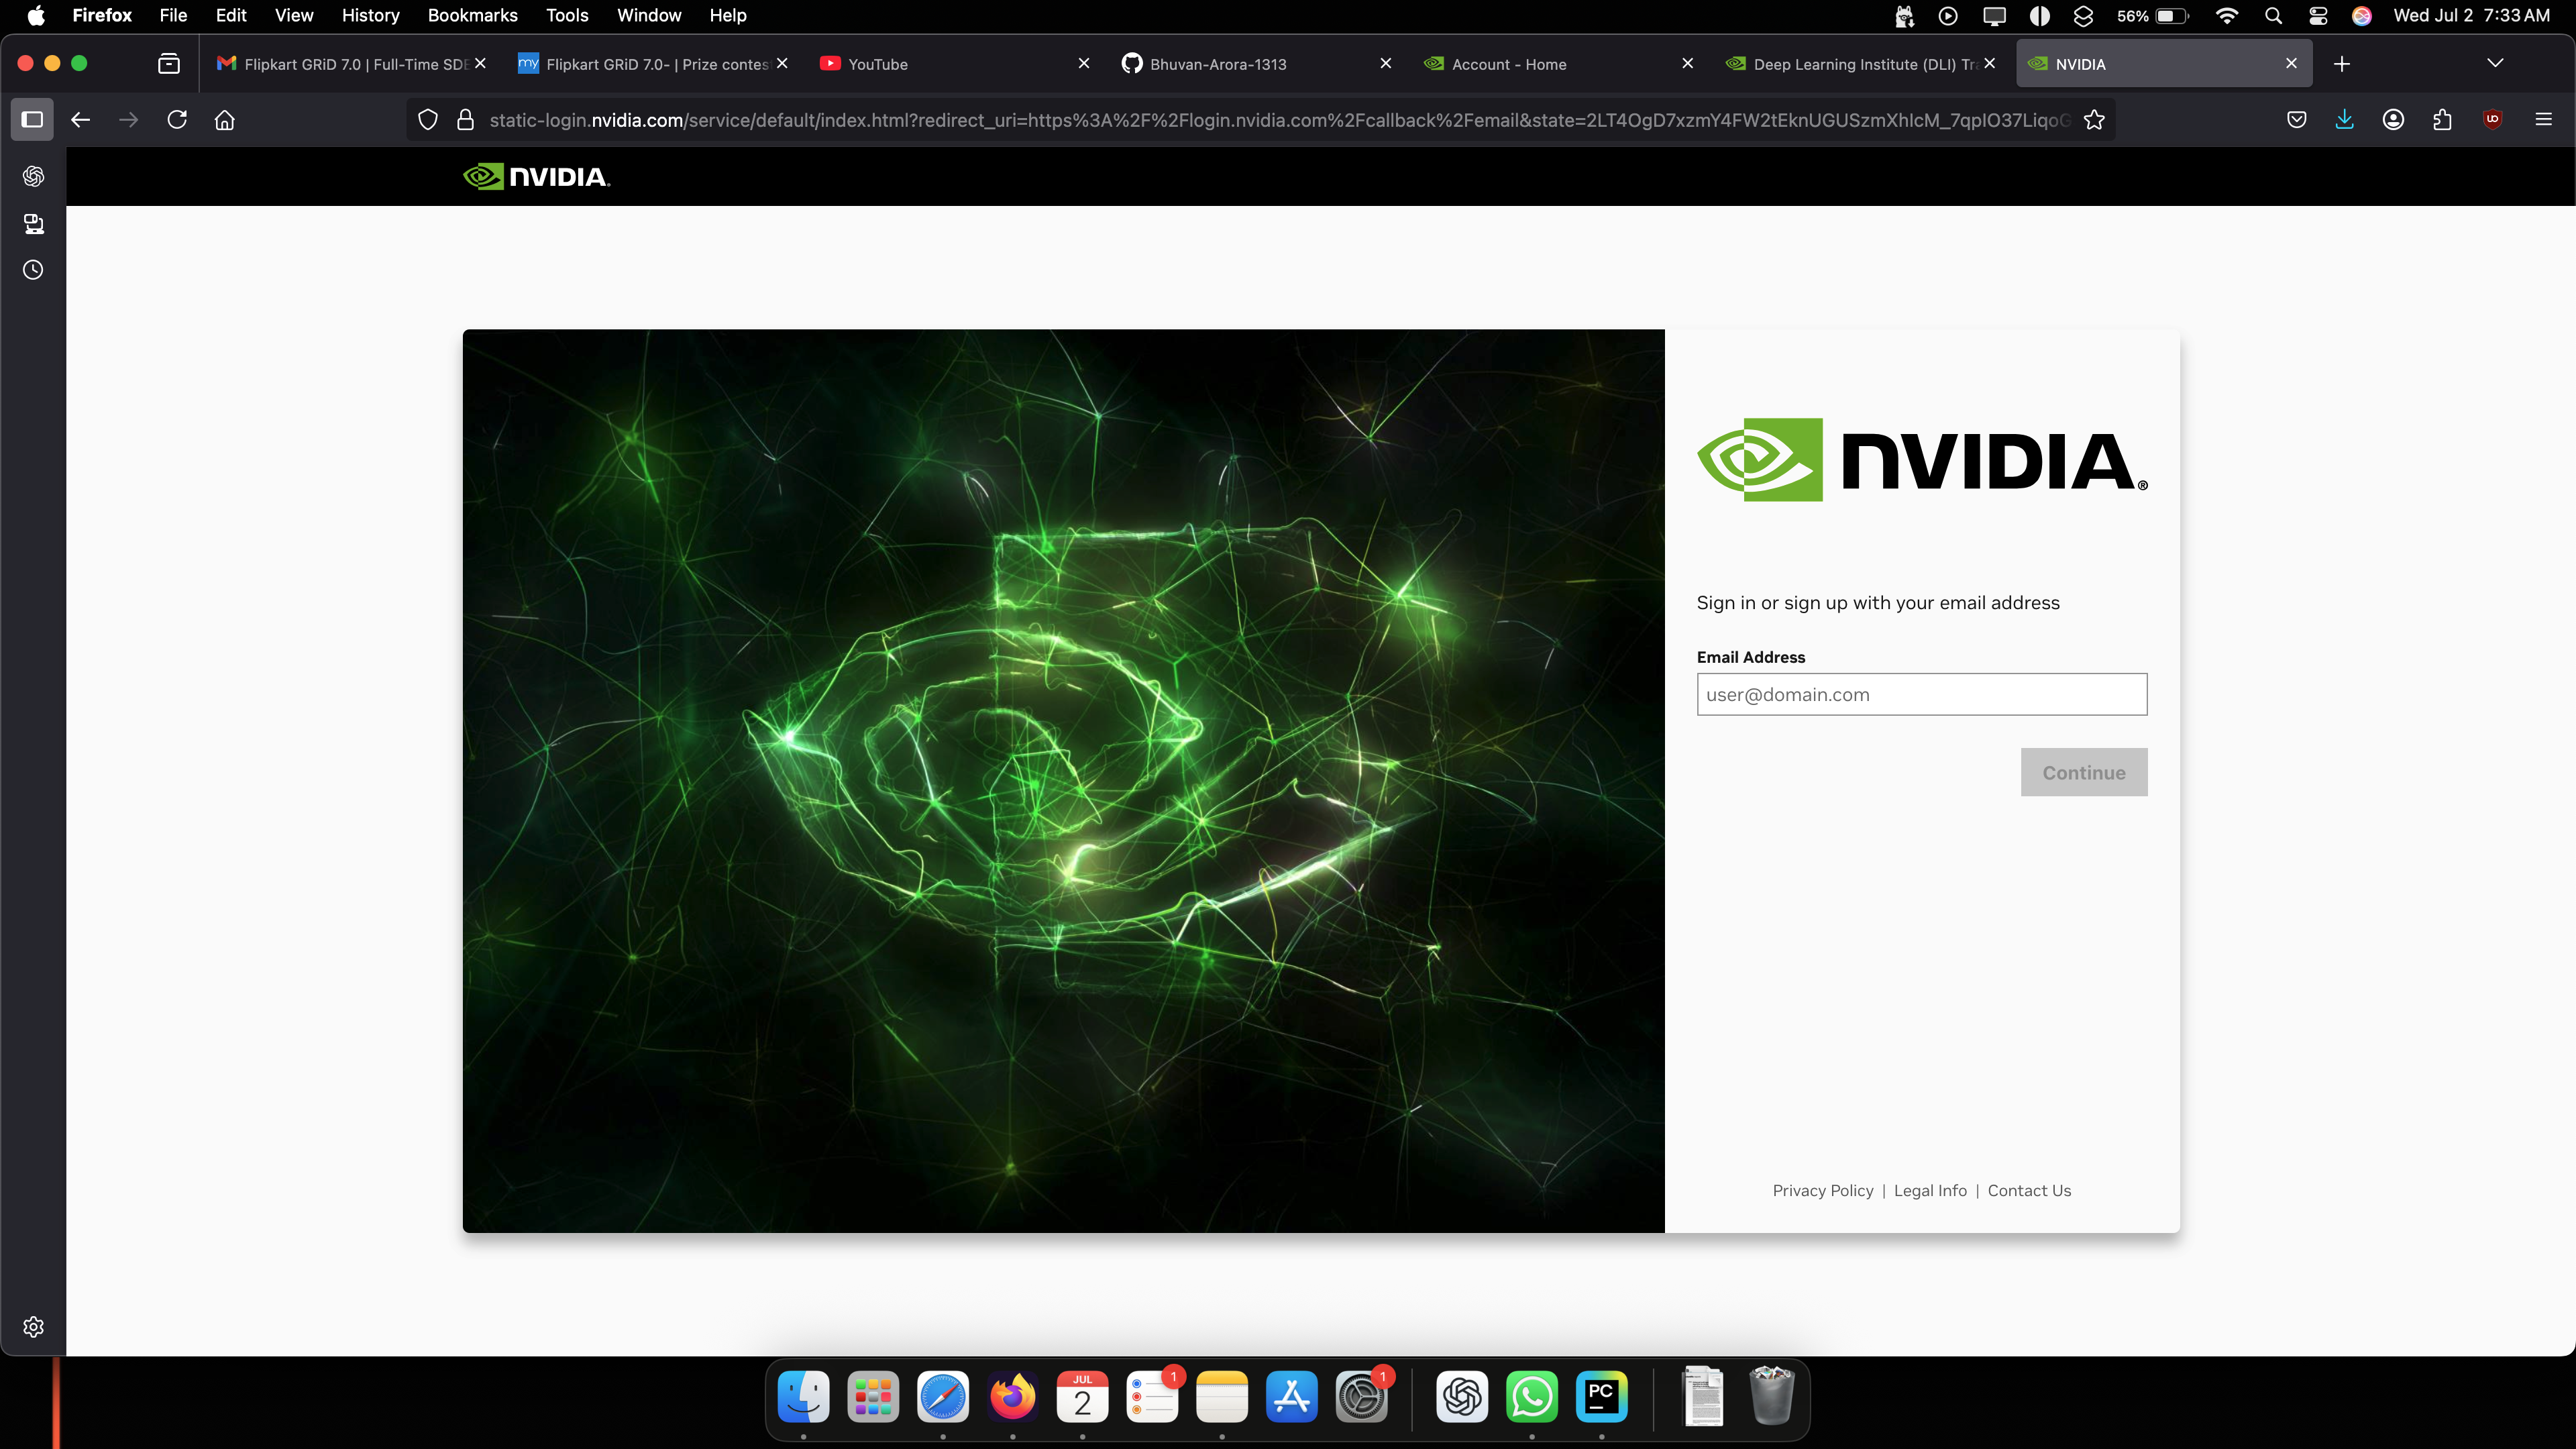 Firefox File Edit View History Bookmarks Tools Window Help 56% Wed Jul 2 7:33 AM
Flipkart GRiD 7.0 | Full-Time SDE
my Flipkart GRiD 7.0- | Prize contes
YouTube
Bhuvan-Arora-1313
Account - Home
Deep Learning Institute (DLI) Tra
NVIDIA
static-login.nvidia.com/service/default/index.html?redirect_uri=https%3A%2F%2Flogin.nvidia.com%2Fcallback%2Femail&state=
NVIDIA.
NVIDIA.®
Sign in or sign up with your email address
Email Address
user@domain.com
Continue
Privacy Policy | Legal Info | Contact Us
JUL
2
1
1
PC